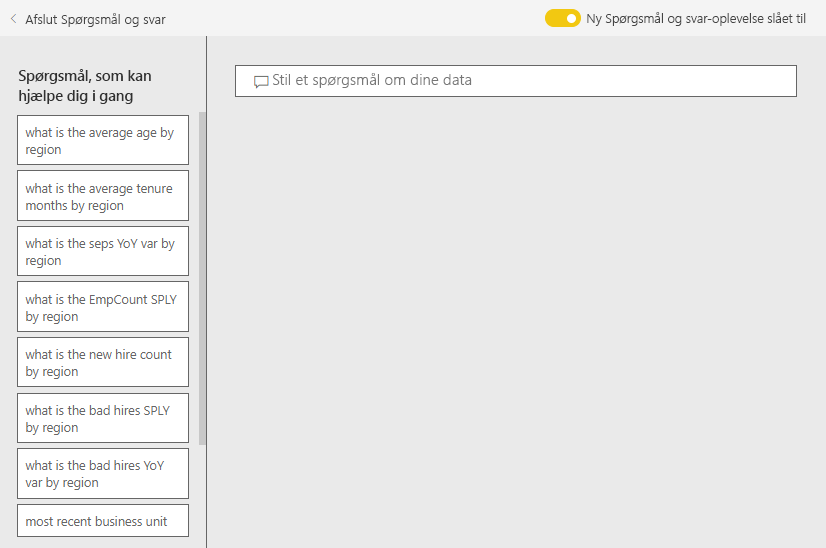 Afslut Spørgsmål og svar
Ny Spørgsmål og svar-oplevelse slået til
Spørgsmål, som kan
hjælpe dig i gang
what is the average age by
region
what is the average tenure
months by region
what is the seps YoY var by
region
what is the EmpCount SPLY
by region
what is the new hire count
by region
what is the bad hires SPLY
by region
what is the bad hires YoY
var by region
most recent business unit
Stil et spørgsmål om dine data